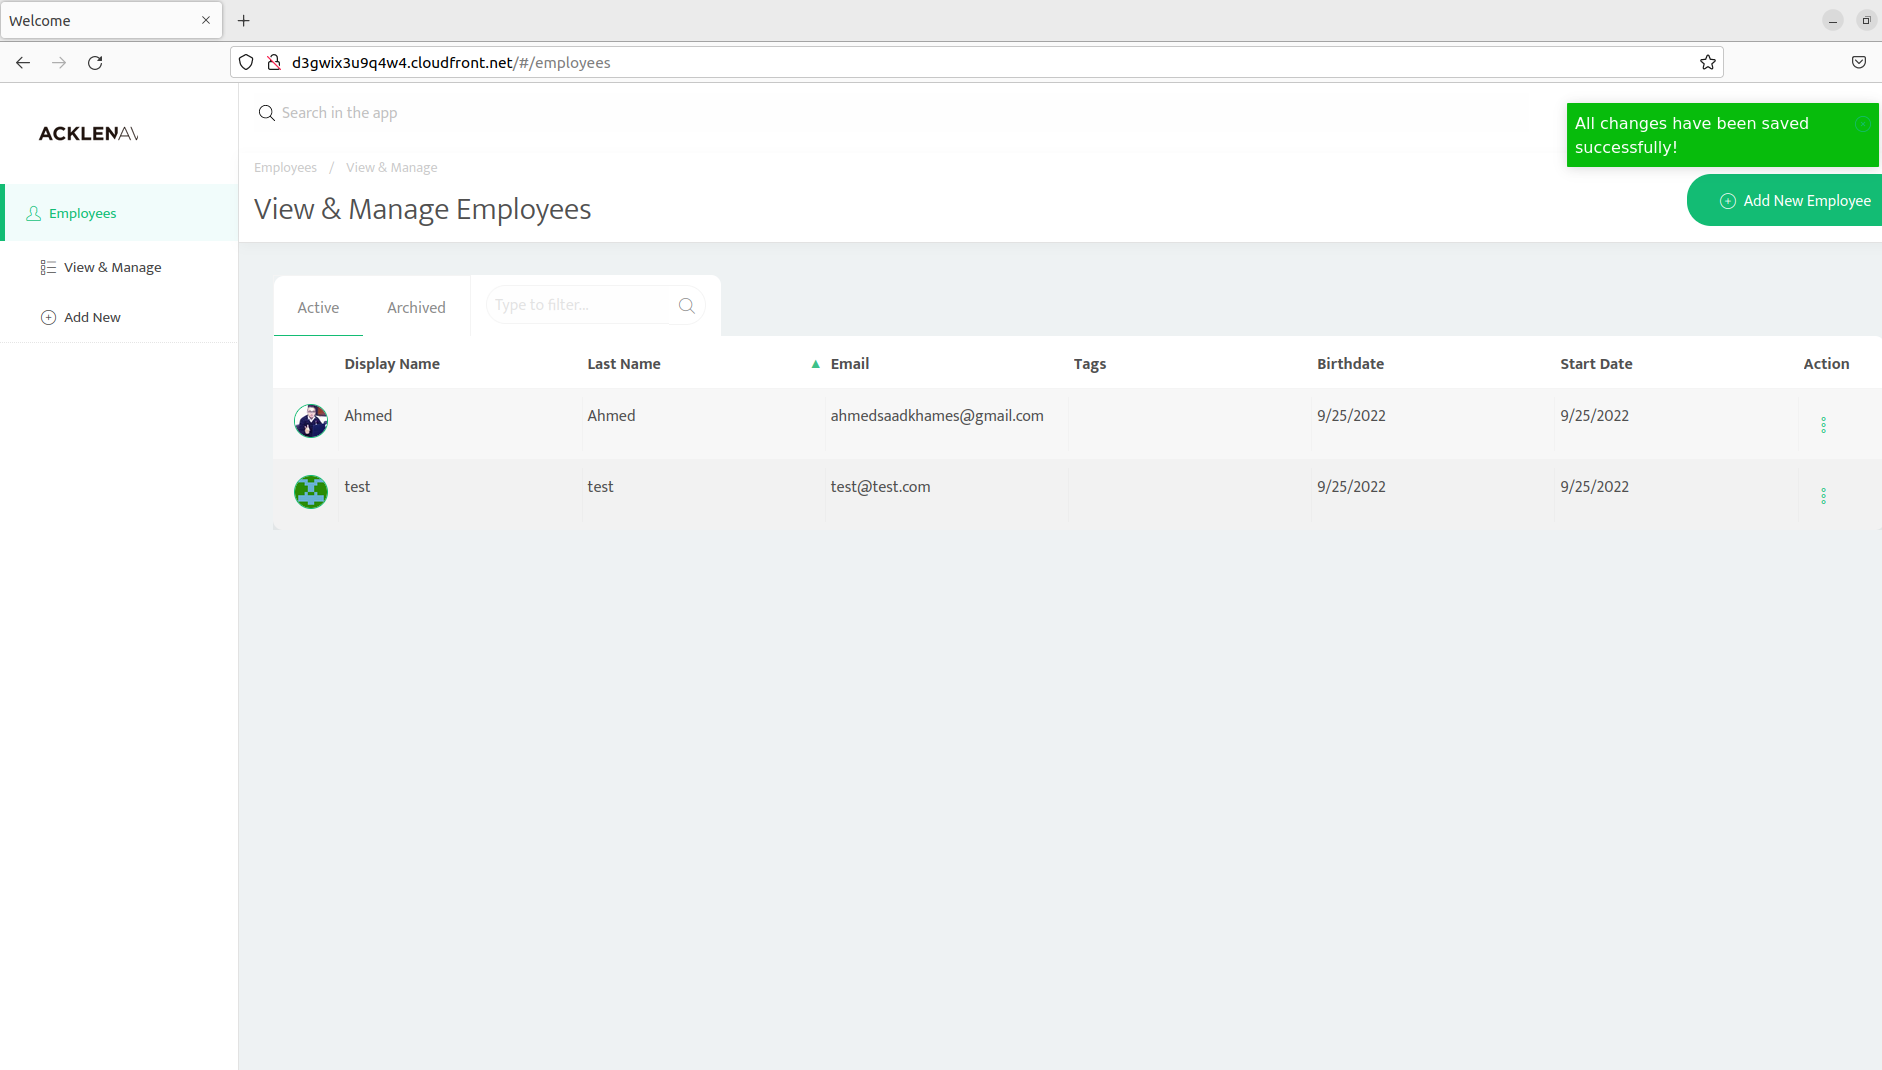 Welcome
d3gwix3u9q4w4.cloudfront.net/#/employees
ACKLENAV
Search in the app
All changes have been saved
successfully!
Employees / View & Manage
View & Manage Employees
Add New Employee
Employees
View & Manage
Add New
Active Archived Type to filter...
Display Name Last Name ▲ Email Tags Birthdate Start Date Action
Ahmed Ahmed ahmedsaadkhames@gmail.com 9/25/2022 9/25/2022
test test test@test.com 9/25/2022 9/25/2022